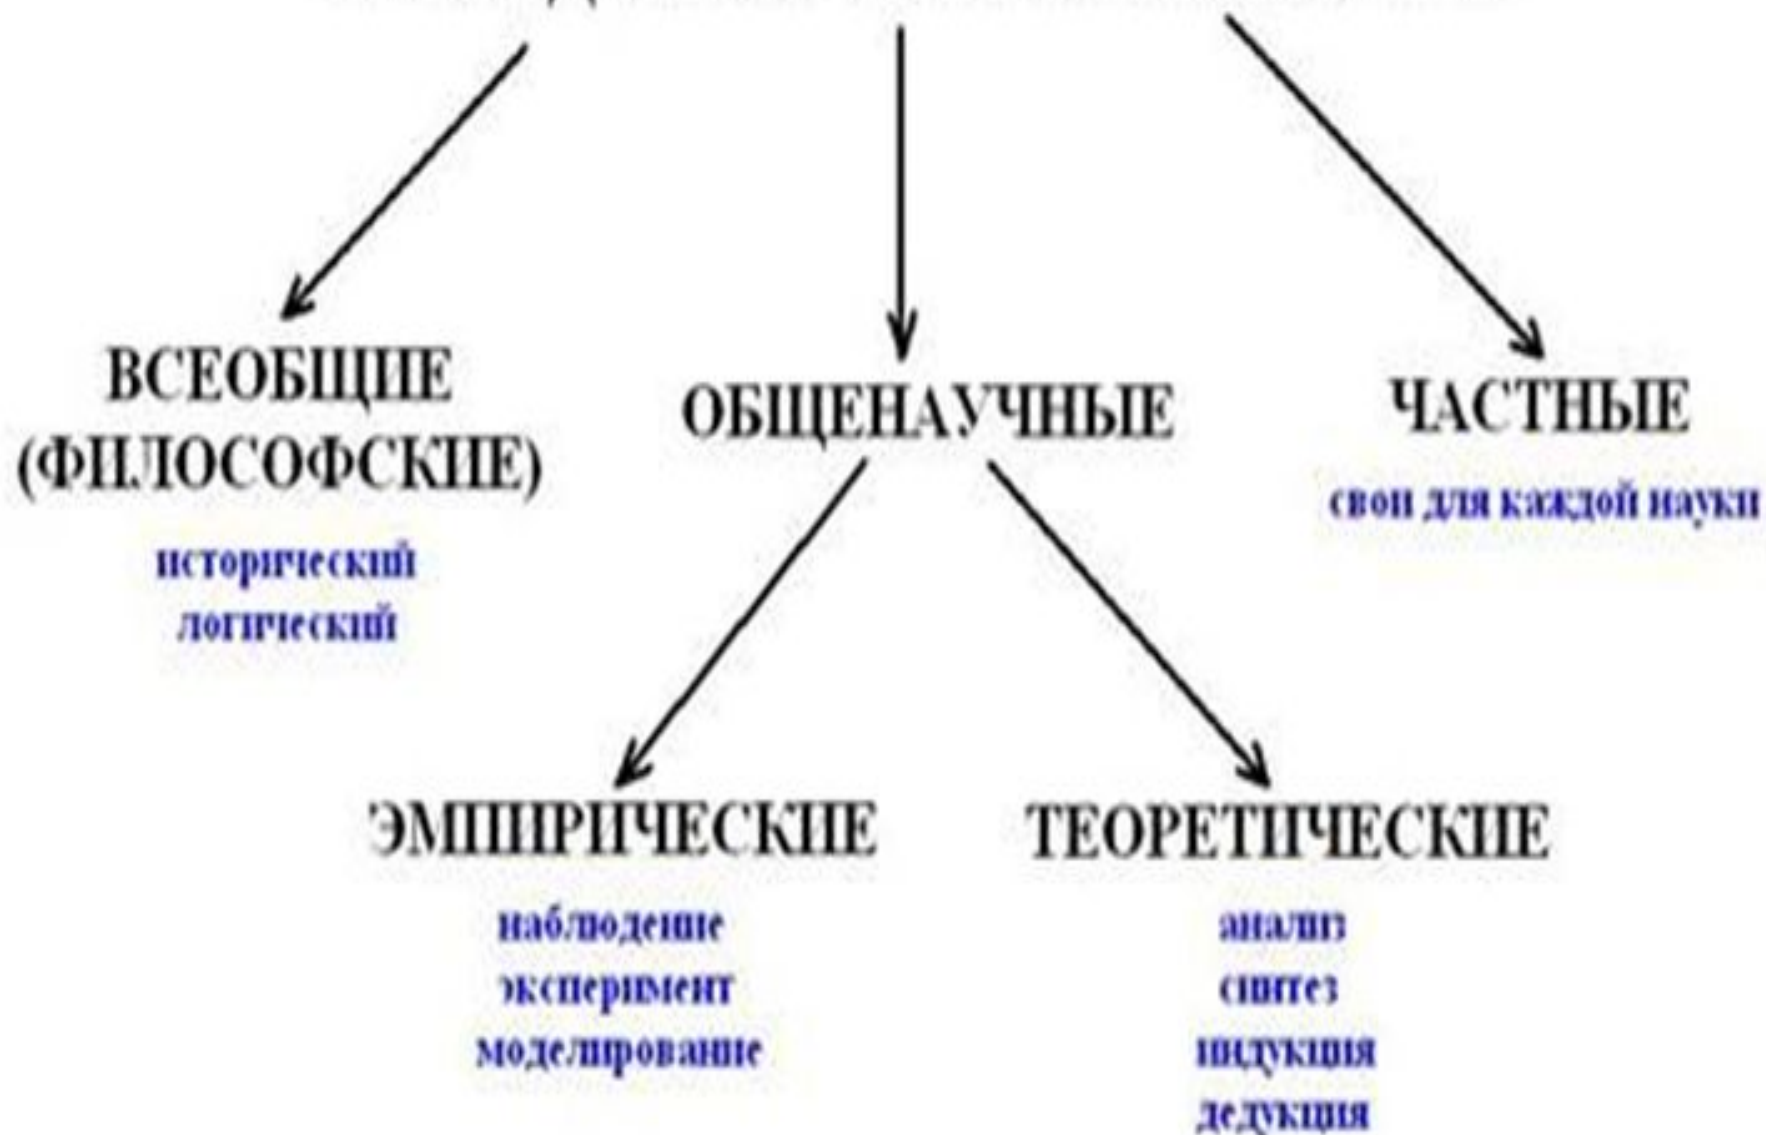 ВСЕОБЩИЕ
(ФИЛОСОФСКИЕ)
исторический
логический
ОБЩЕНАУЧНЫЕ
ЧАСТНЫЕ
свои для каждой науки
ЭМПИРИЧЕСКИЕ
наблюдение
эксперимент
моделирование
ТЕОРЕТИЧЕСКИЕ
анализ
синтез
индукция
дедукция